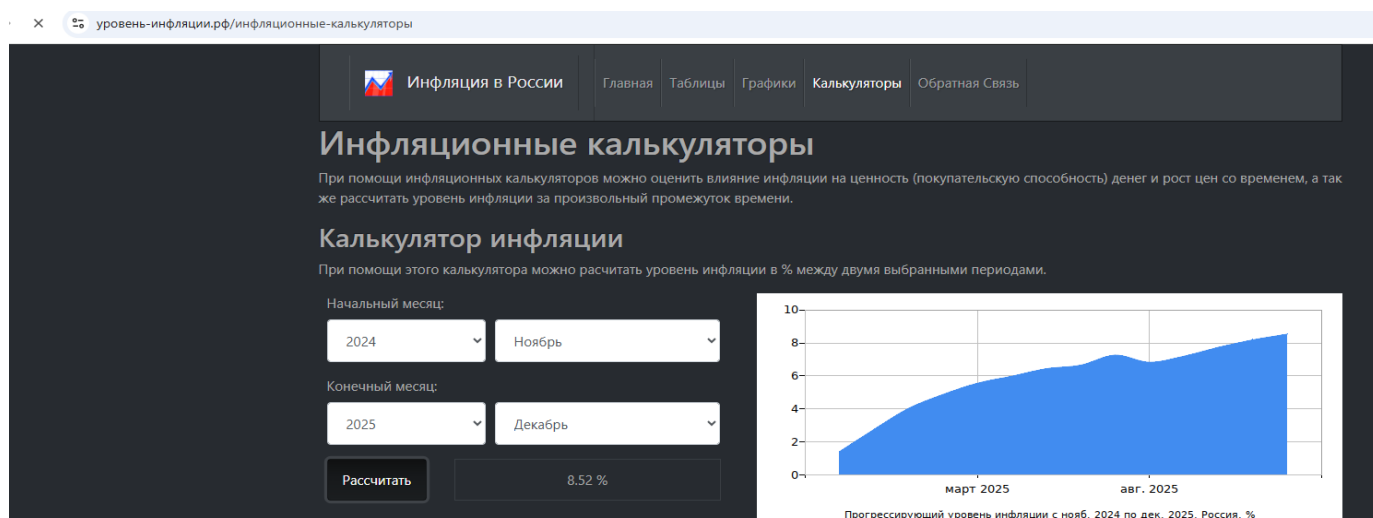 уровень-инфляции.рф/инфляционные-калькуляторы
Инфляция в России Главная Таблицы Графики Калькуляторы Обратная Связь
Инфляционные калькуляторы
При помощи инфляционных калькуляторов можно оценить влияние инфляции на ценность (покупательскую способность) денег и рост цен со временем, а так
же рассчитать уровень инфляции за произвольный промежуток времени.
Калькулятор инфляции
При помощи этого калькулятора можно расчитать уровень инфляции в % между двумя выбранными периодами.
Начальный месяц:
2024 Ноябрь
Конечный месяц:
2025 Декабрь
Рассчитать 8.52 %
10
8
6
4
2
0
март 2025 авг. 2025
Прогрессирующий уровень инфляции с нояб. 2024 по дек. 2025. Россия. %